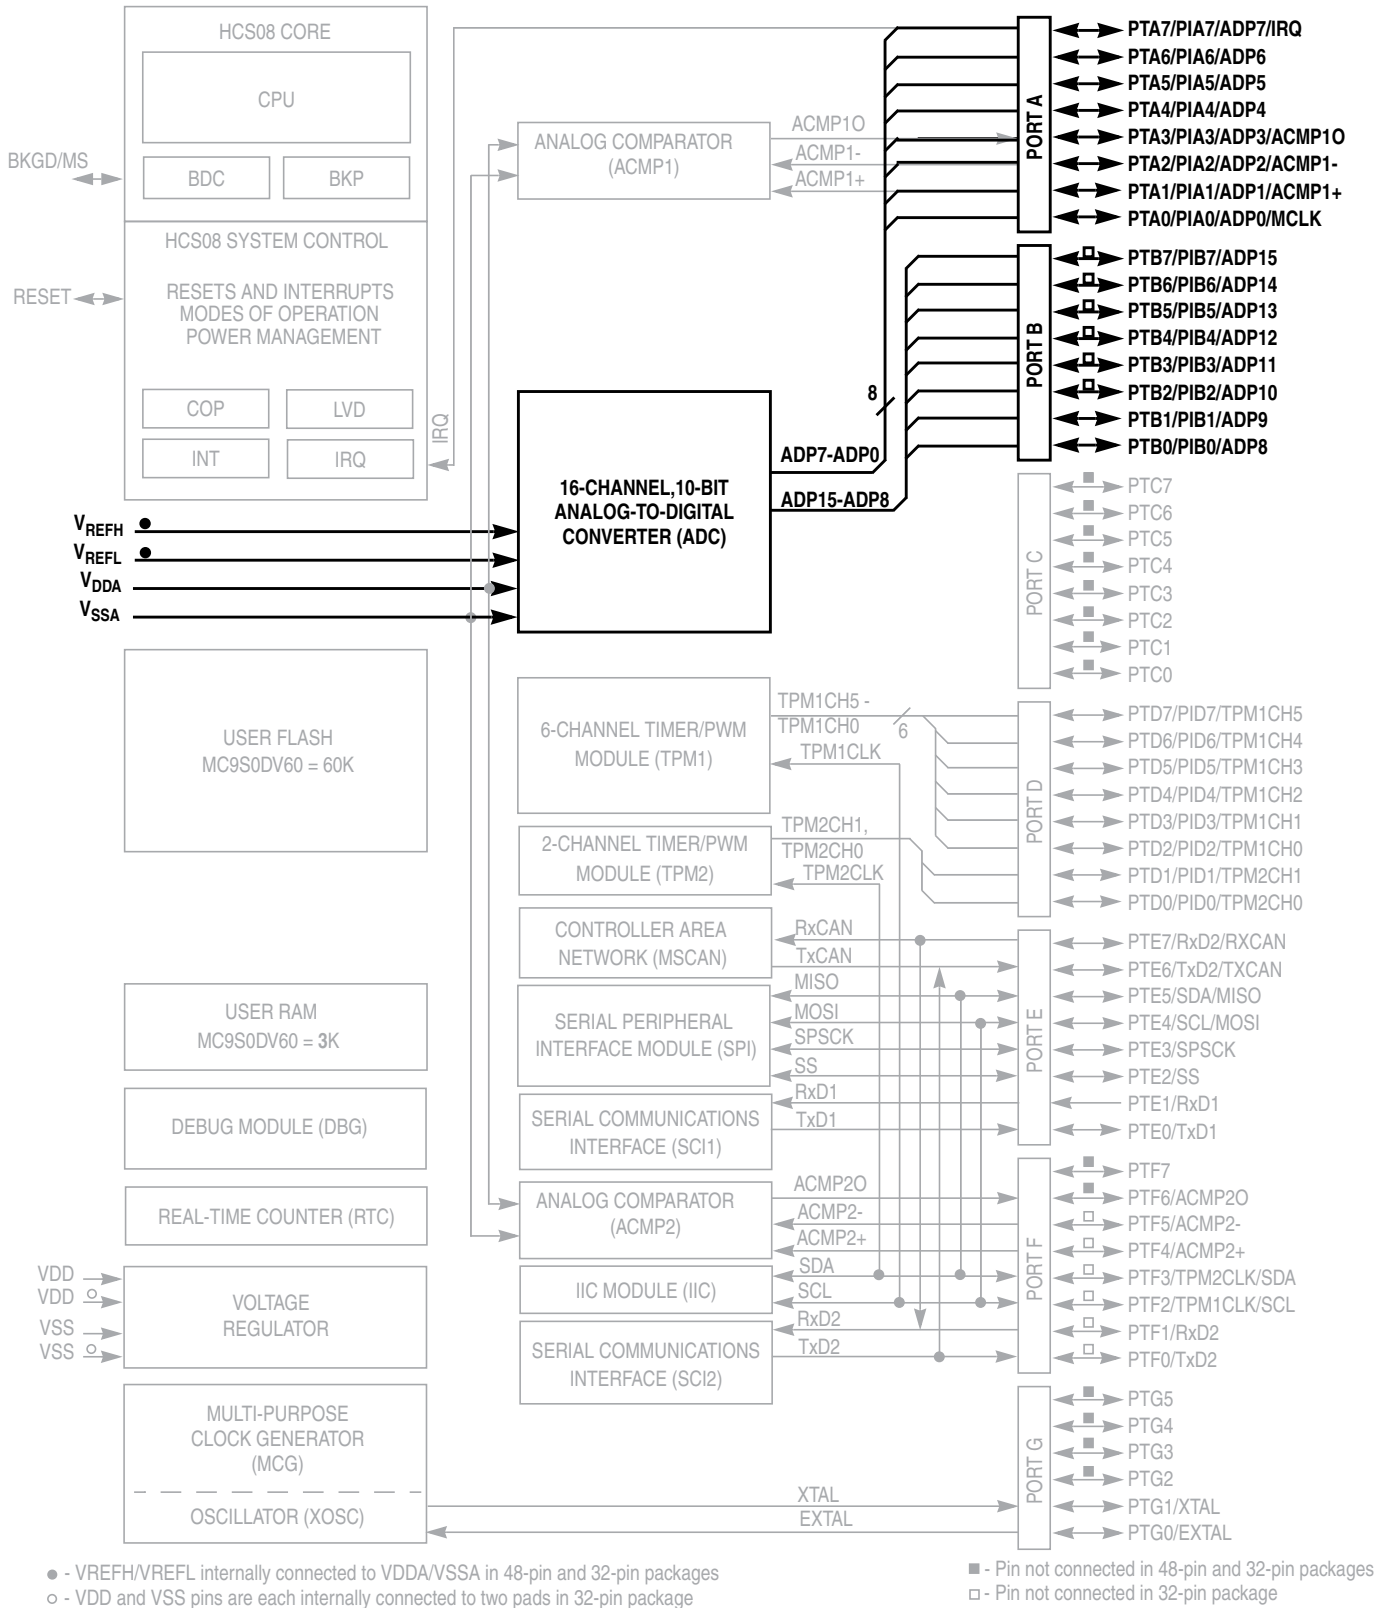 HCS08 CORE
CPU
BDC
BKP
BKGD/MS
HCS08 SYSTEM CONTROL
RESETS AND INTERRUPTS
MODES OF OPERATION
POWER MANAGEMENT
RESET
COP
LVD
INT
IRQ
IRQ
ANALOG COMPARATOR
(ACMP1)
ACMP1O
ACMP1-
ACMP1+
PORT A
PTA7/PIA7/ADP7/IRQ
PTA6/PIA6/ADP6
PTA5/PIA5/ADP5
PTA4/PIA4/ADP4
PTA3/PIA3/ADP3/ACMP1O
PTA2/PIA2/ADP2/ACMP1-
PTA1/PIA1/ADP1/ACMP1+
PTA0/PIA0/ADP0/MCLK
PORT B
PTB7/PIB7/ADP15
PTB6/PIB6/ADP14
PTB5/PIB5/ADP13
PTB4/PIB4/ADP12
PTB3/PIB3/ADP11
PTB2/PIB2/ADP10
PTB1/PIB1/ADP9
PTB0/PIB0/ADP8
8
ADP7-ADP0
ADP15-ADP8
16-CHANNEL,10-BIT
ANALOG-TO-DIGITAL
CONVERTER (ADC)
VREFH
VREFL
VDDA
VSSA
PORT C
PTC7
PTC6
PTC5
PTC4
PTC3
PTC2
PTC1
PTC0
USER FLASH
MC9S0DV60 = 60K
6-CHANNEL TIMER/PWM
MODULE (TPM1)
TPM1CH5 -
TPM1CH0
6
TPM1CLK
2-CHANNEL TIMER/PWM
MODULE (TPM2)
TPM2CH1,
TPM2CH0
TPM2CLK
PORT D
PTD7/PID7/TPM1CH5
PTD6/PID6/TPM1CH4
PTD5/PID5/TPM1CH3
PTD4/PID4/TPM1CH2
PTD3/PID3/TPM1CH1
PTD2/PID2/TPM1CH0
PTD1/PID1/TPM2CH1
PTD0/PID0/TPM2CH0
CONTROLLER AREA
NETWORK (MSCAN)
RxCAN
TxCAN
USER RAM
MC9S0DV60 = 3K
SERIAL PERIPHERAL
INTERFACE MODULE (SPI)
MISO
MOSI
SPSCK
SS
DEBUG MODULE (DBG)
SERIAL COMMUNICATIONS
INTERFACE (SCI1)
RxD1
TxD1
PORT E
PTE7/RxD2/RXCAN
PTE6/TxD2/TXCAN
PTE5/SDA/MISO
PTE4/SCL/MOSI
PTE3/SPSCK
PTE2/SS
PTE1/RxD1
PTE0/TxD1
REAL-TIME COUNTER (RTC)
ANALOG COMPARATOR
(ACMP2)
ACMP2O
ACMP2-
ACMP2+
IIC MODULE (IIC)
SDA
SCL
VDD
VDD
VSS
VSS
VOLTAGE
REGULATOR
SERIAL COMMUNICATIONS
INTERFACE (SCI2)
RxD2
TxD2
PORT F
PTF7
PTF6/ACMP2O
PTF5/ACMP2-
PTF4/ACMP2+
PTF3/TPM2CLK/SDA
PTF2/TPM1CLK/SCL
PTF1/RxD2
PTF0/TxD2
MULTI-PURPOSE
CLOCK GENERATOR
(MCG)
OSCILLATOR (XOSC)
XTAL
EXTAL
PORT G
PTG5
PTG4
PTG3
PTG2
PTG1/XTAL
PTG0/EXTAL
● - VREFH/VREFL internally connected to VDDA/VSSA in 48-pin and 32-pin packages
○ - VDD and VSS pins are each internally connected to two pads in 32-pin package
■ - Pin not connected in 48-pin and 32-pin packages
□ - Pin not connected in 32-pin package